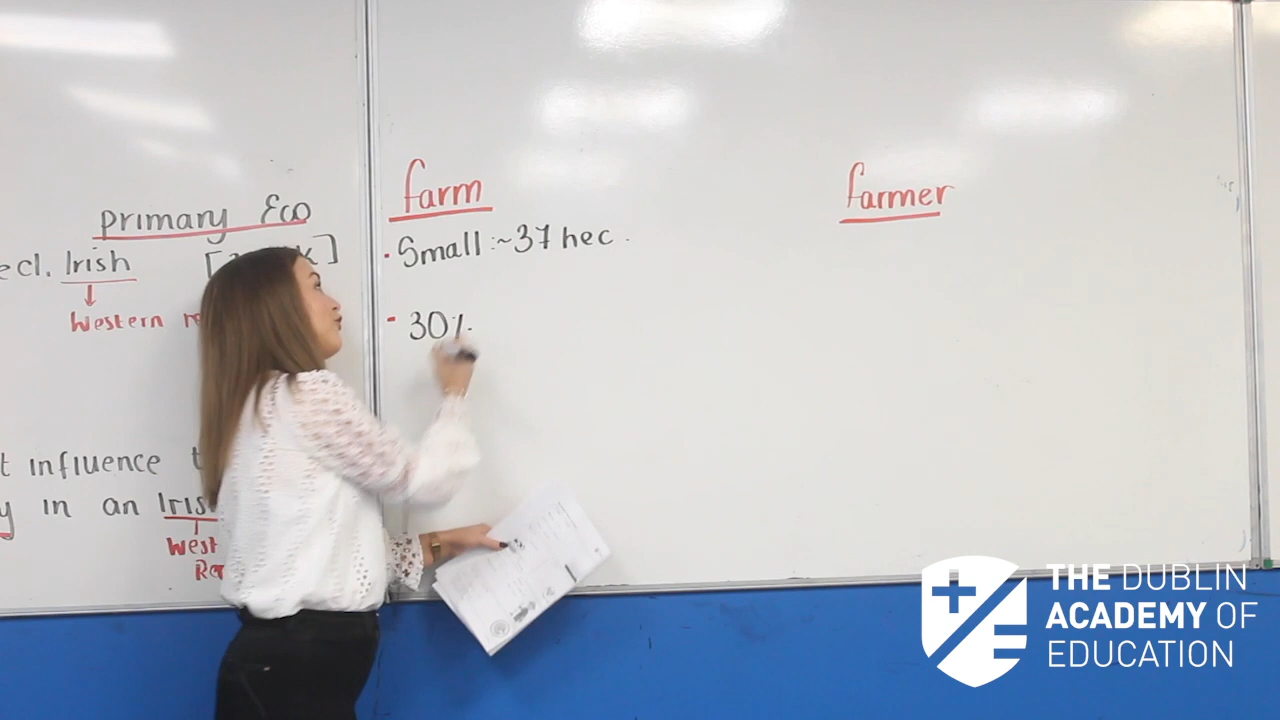 primary Eco
ecl. Irish [
Western
t influence
y in an Iris
West
farm
• Small : ~37 hec.
- 30%
farmer
THE DUBLIN
ACADEMY OF
EDUCATION